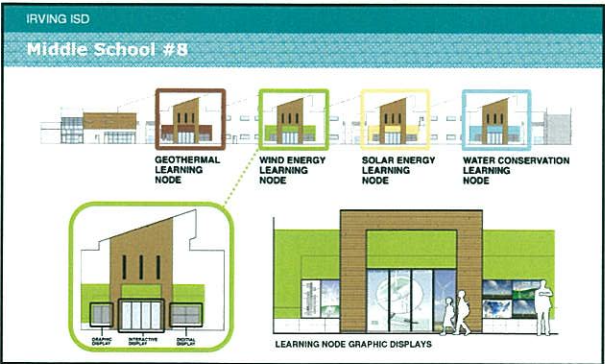 IRVING ISD
Middle School #8
GEOTHERMAL
LEARNING
NODE
WIND ENERGY
LEARNING
NODE
SOLAR ENERGY
LEARNING
NODE
WATER CONSERVATION
LEARNING
NODE
GRAPHIC
DISPLAY
INTERACTIVE
DISPLAY
DIGITAL
DISPLAY
LEARNING NODE GRAPHIC DISPLAYS